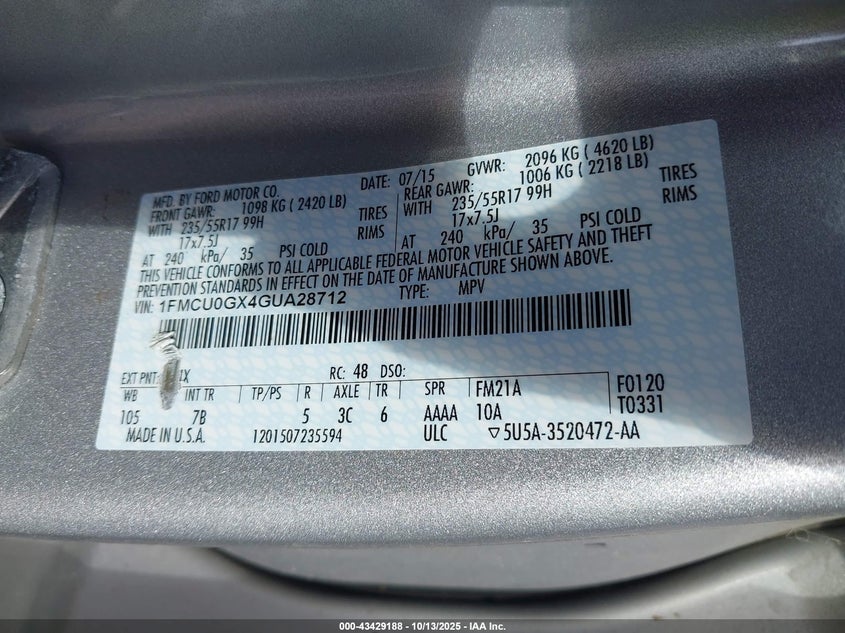 MFD. BY FORD MOTOR CO. DATE: 07/15 GVWR: 2096 KG ( 4620 LB)
FRONT GAWR: 1098 KG ( 2420 LB) REAR GAWR: 1006 KG ( 2218 LB)
WITH 235/55R17 99H TIRES WITH 235/55R17 99H TIRES
17x7.5J RIMS 17x7.5J RIMS
AT 240 kPa/ 35 PSI COLD AT 240 kPa/ 35 PSI COLD
THIS VEHICLE CONFORMS TO ALL APPLICABLE FEDERAL MOTOR VEHICLE SAFETY AND THEFT
PREVENTION STANDARDS IN EFFECT ON THE DATE OF MANUFACTURE SHOWN ABOVE.
VIN: 1FMCU0GX4GUA28712 TYPE: MPV
EXT PNT: X RC: 48 DSO:
WB INT TR TP/PS R AXLE TR SPR FM21A F0120
105 7B 5 3C 6 AAAA 10A T0331
MADE IN U.S.A. 1201507235594 ULC ▽5U5A-3520472-AA
000-43429188 - 10/13/2025 - IAA Inc.